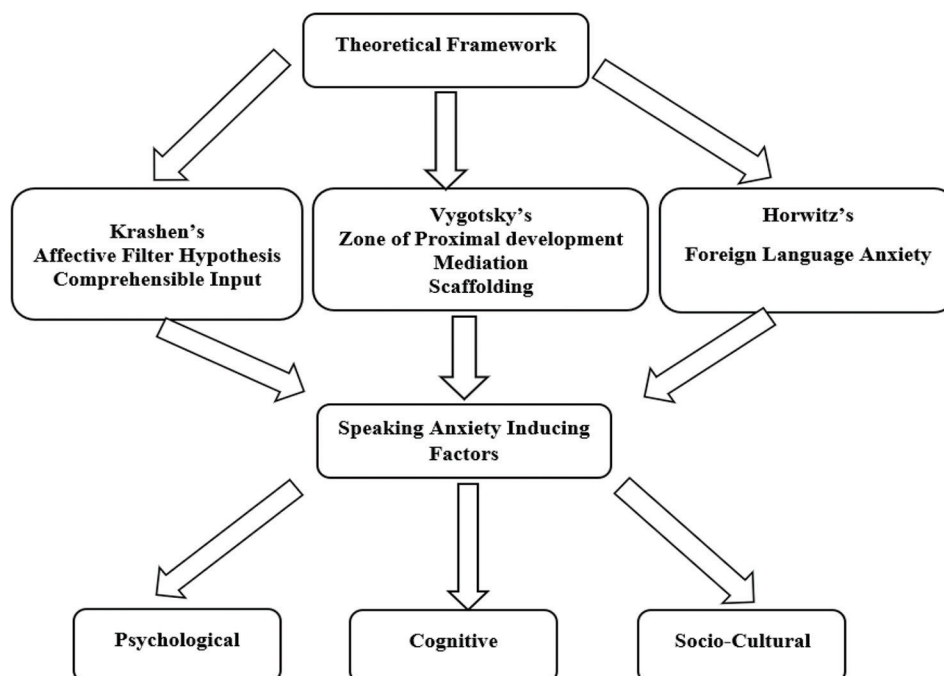 Theoretical Framework
Krashen’s
Affective Filter Hypothesis
Comprehensible Input
Vygotsky’s
Zone of Proximal development
Mediation
Scaffolding
Horwitz’s
Foreign Language Anxiety
Speaking Anxiety Inducing
Factors
Psychological
Cognitive
Socio-Cultural